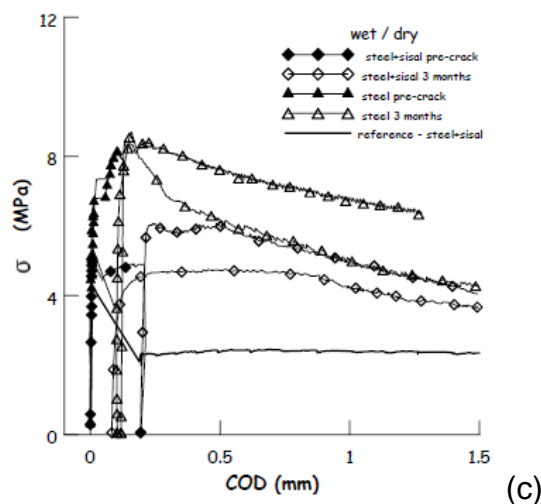 12
wet / dry
steel+sisal pre-crack
steel+sisal 3 months
steel pre-crack
steel 3 months
reference - steel+sisal
8
σ (MPa)
4
0
0 0.5 1 1.5
COD (mm)
(c)